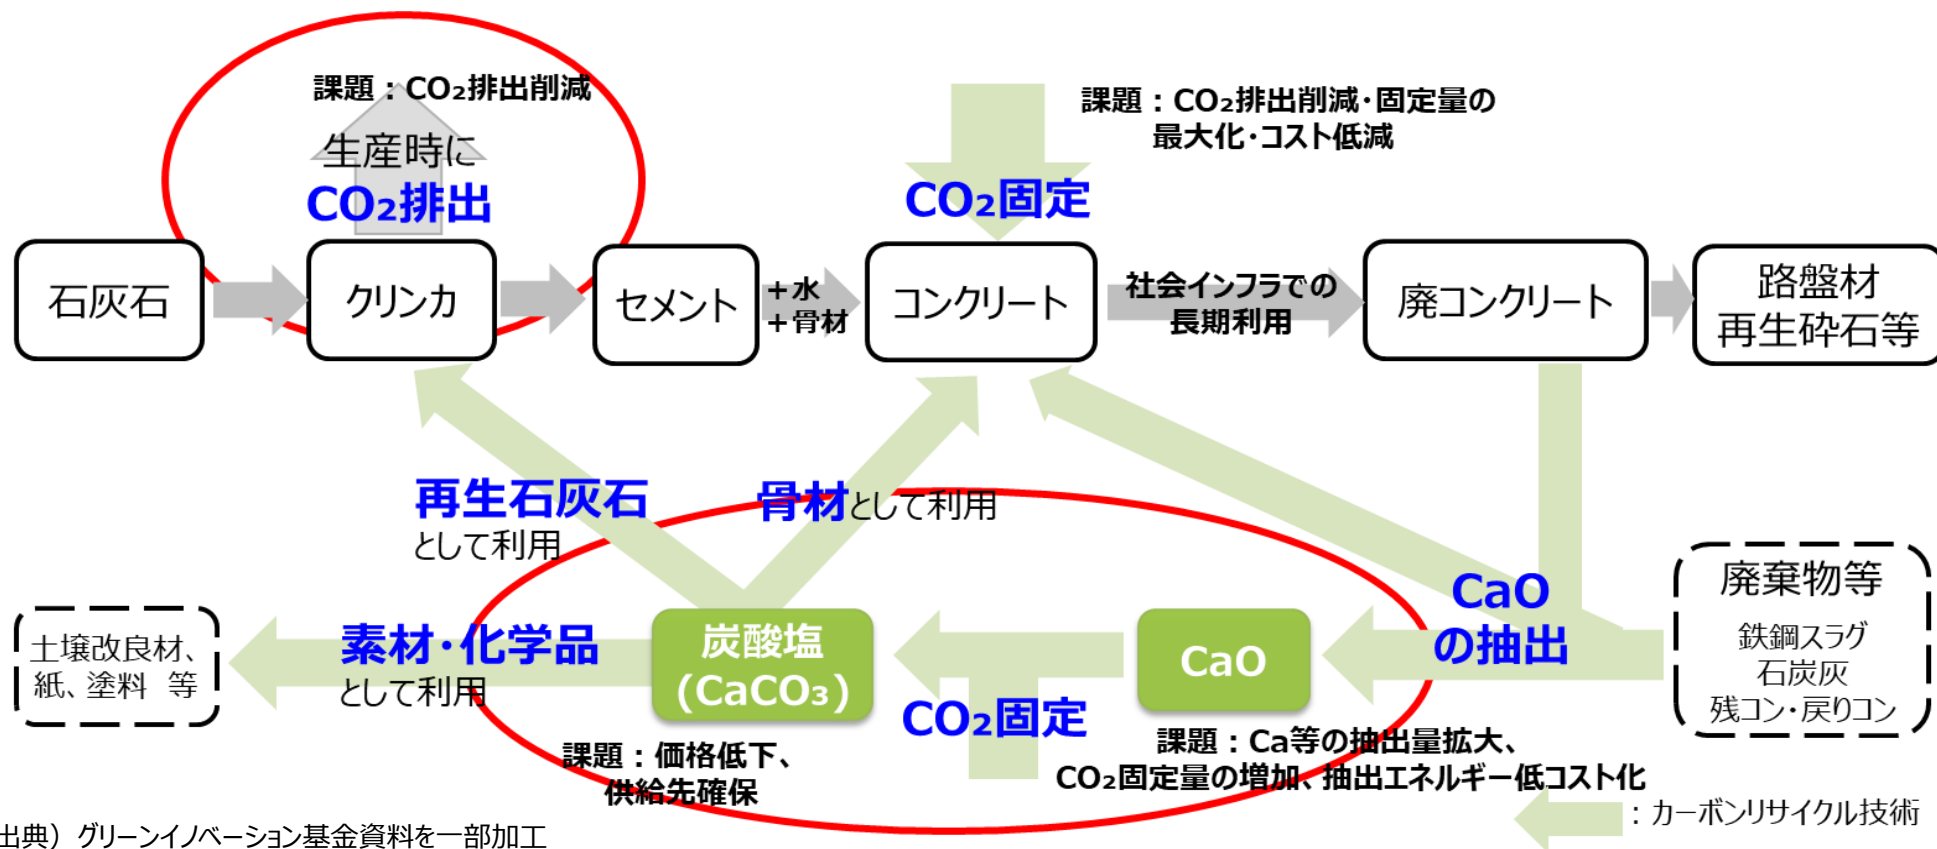 課題：CO₂排出削減
生産時に
CO₂排出
課題：CO₂排出削減･固定量の
最大化･コスト低減
CO₂固定
石灰石
クリンカ
セメント
＋水
＋骨材
コンクリート
社会インフラでの
長期利用
廃コンクリート
路盤材
再生砕石等
再生石灰石
として利用
骨材として利用
CaO
の抽出
廃棄物等
鉄鋼スラグ
石炭灰
残コン・戻りコン
土壌改良材、
紙、塗料 等
素材･化学品
として利用
炭酸塩
(CaCO₃)
CO₂固定
CaO
課題：価格低下、
供給先確保
課題：Ca等の抽出量拡大、
CO₂固定量の増加、抽出エネルギー低コスト化
：カーボンリサイクル技術
出典）グリーンイノベーション基金資料を一部加工